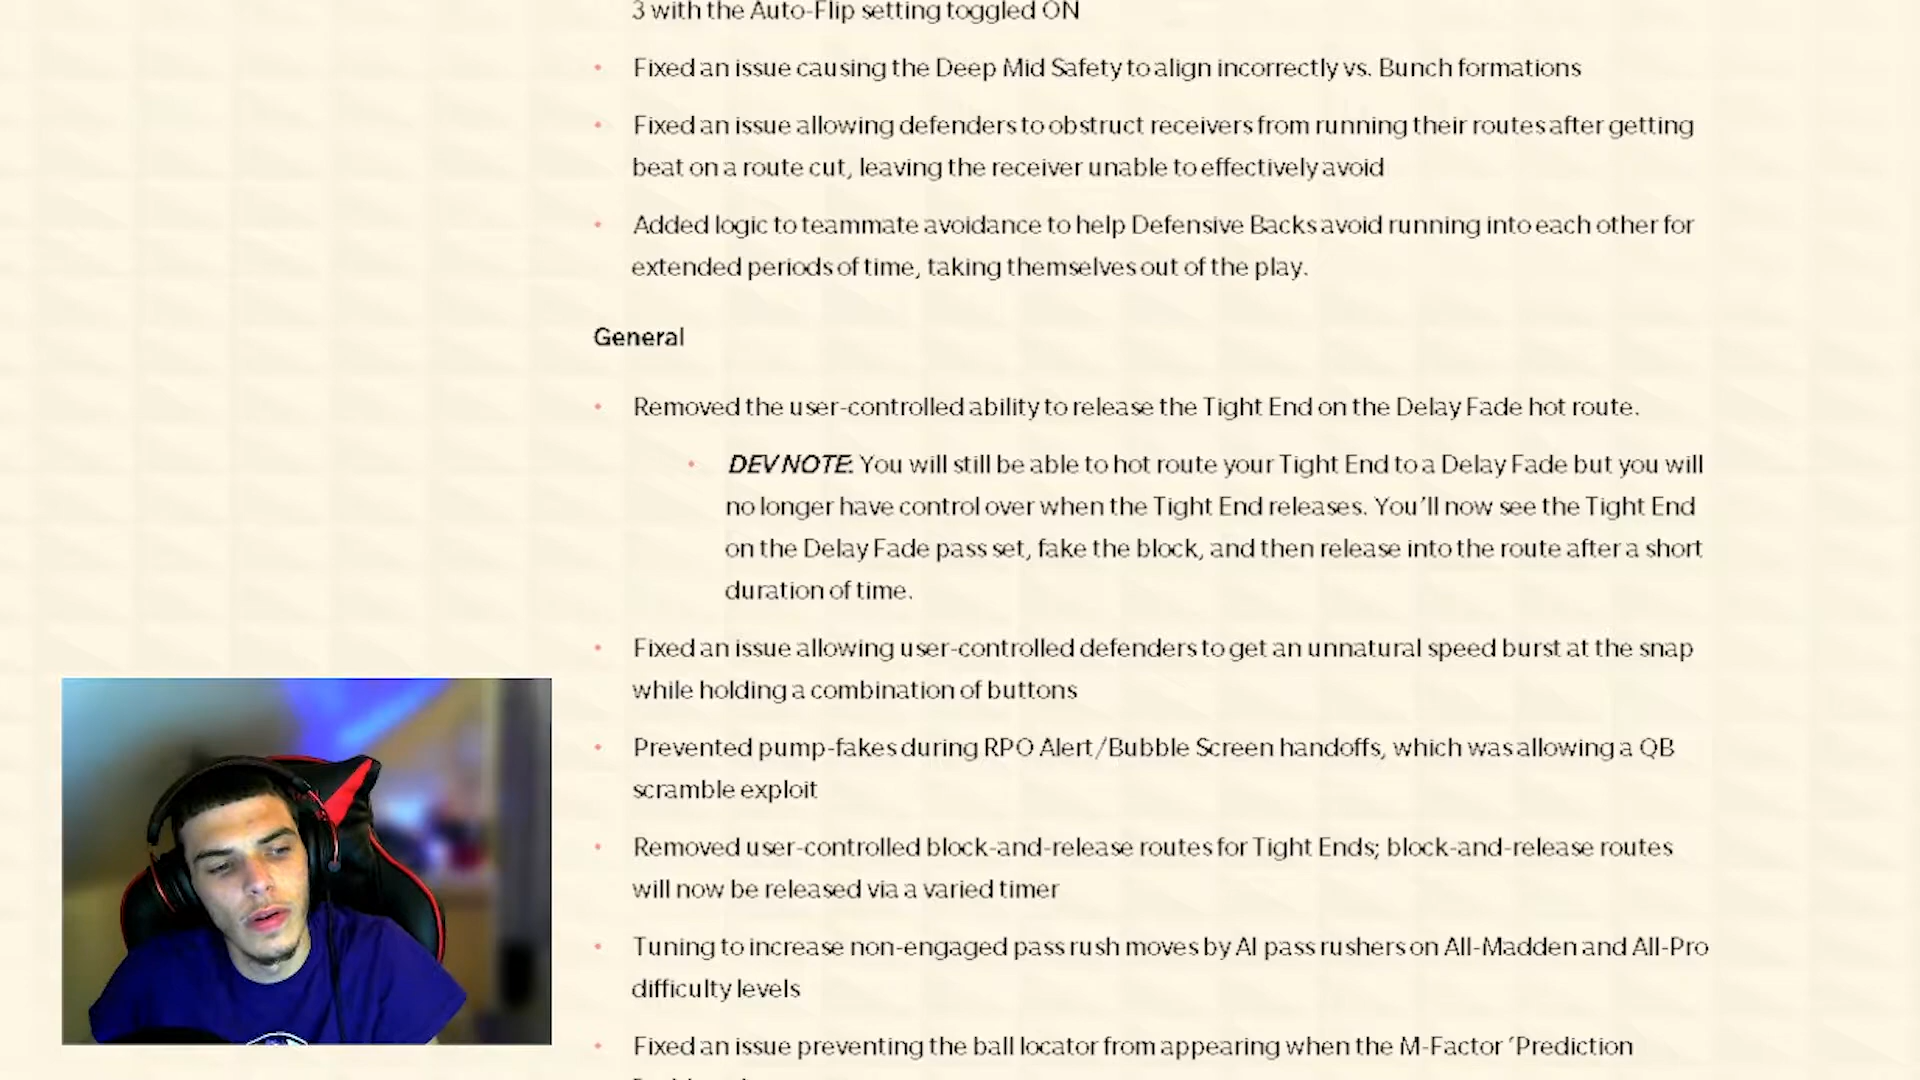 3 with the Auto-Flip setting toggled ON
Fixed an issue causing the Deep Mid Safety to align incorrectly vs. Bunch formations
Fixed an issue allowing defenders to obstruct receivers from running their routes after getting
beat on a route cut, leaving the receiver unable to effectively avoid
Added logic to teammate avoidance to help Defensive Backs avoid running into each other for
extended periods of time, taking themselves out of the play.
General
Removed the user-controlled ability to release the Tight End on the Delay Fade hot route.
DEV NOTE: You will still be able to hot route your Tight End to a Delay Fade but you will
no longer have control over when the Tight End releases. You’ll now see the Tight End
on the Delay Fade pass set, fake the block, and then release into the route after a short
duration of time.
Fixed an issue allowing user-controlled defenders to get an unnatural speed burst at the snap
while holding a combination of buttons
Prevented pump-fakes during RPO Alert/Bubble Screen handoffs, which was allowing a QB
scramble exploit
Removed user-controlled block-and-release routes for Tight Ends; block-and-release routes
will now be released via a varied timer
Tuning to increase non-engaged pass rush moves by AI pass rushers on All-Madden and All-Pro
difficulty levels
Fixed an issue preventing the ball locator from appearing when the M-Factor ‘Prediction